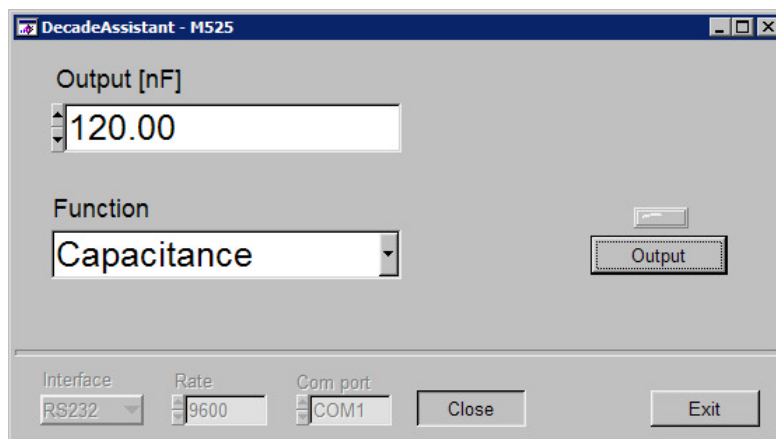 DecadeAssistant - M525
Output [nF]
120.00
Function
Capacitance
Output
Interface
Rate
Com port
RS232
9600
COM1
Close
Exit